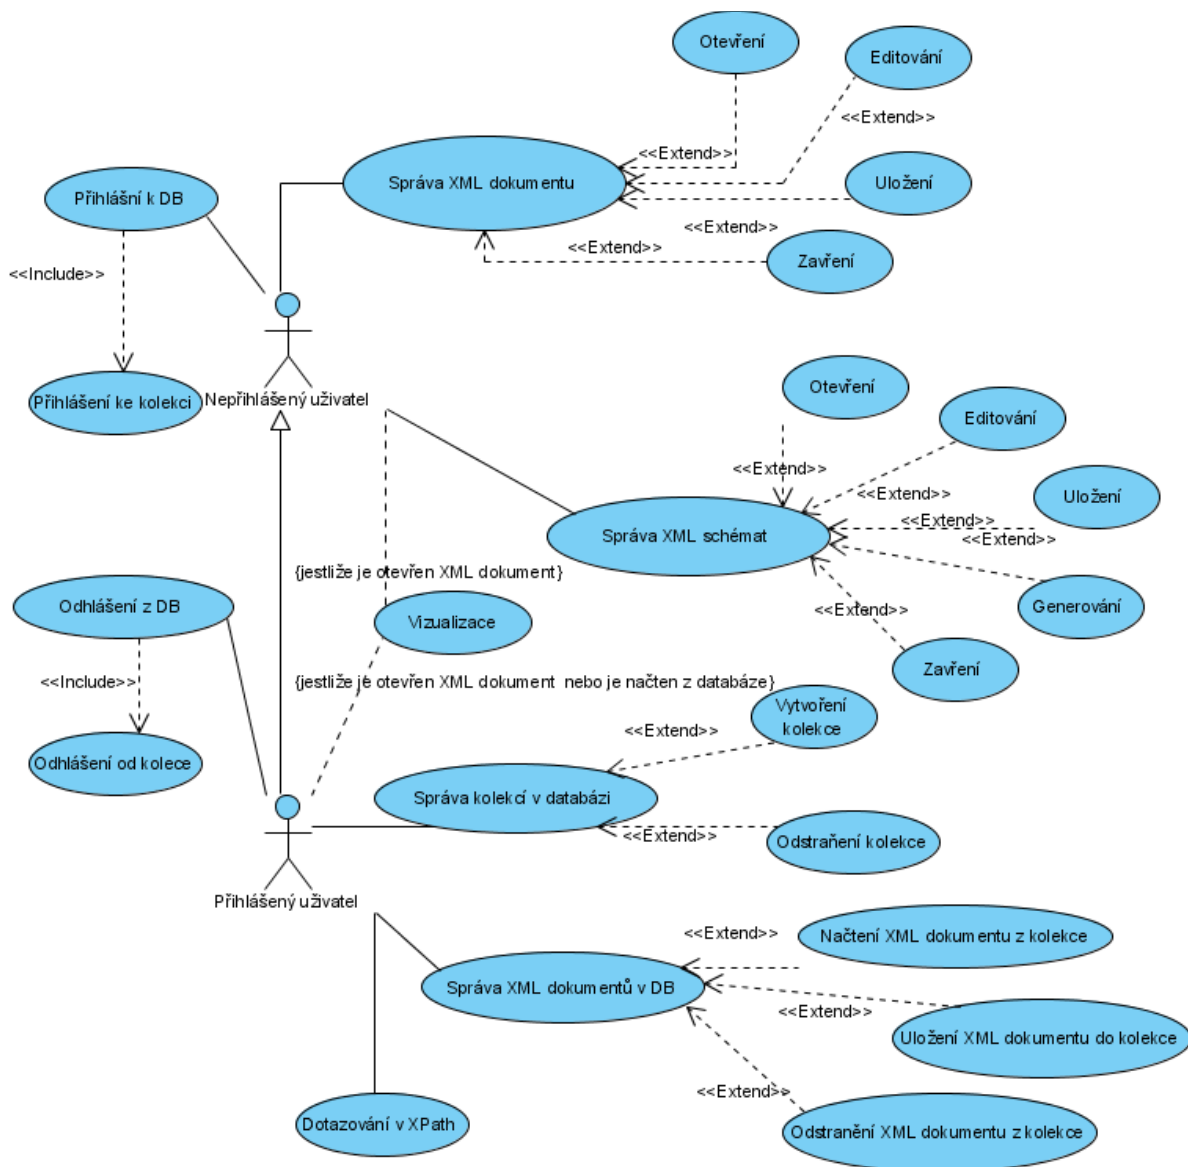 Otevření
Editování
<<Extend>>
<<Extend>>
Správa XML dokumentu
Uložení
Přihlášní k DB
<<Extend>>
<<Extend>>
Zavření
<<Include>>
Otevření
Přihlášení ke kolekci
Nepřihlášený uživatel
Editování
<<Extend>>
<<Extend>>
Uložení
<<Extend>>
Správa XML schémat
<<Extend>>
{jestliže je otevřen XML dokument}
Odhlášení z DB
Vizualizace
<<Extend>>
Generování
Zavření
<<Include>>
{jestliže je otevřen XML dokument nebo je načten z databáze}
Vytvoření
kolekce
<<Extend>>
Odhlášení od kolece
Správa kolekcí v databázi
<<Extend>>
Odstraňení kolekce
Přihlášený uživatel
<<Extend>>
Načtení XML dokumentu z kolekce
Správa XML dokumentů v DB
<<Extend>>
Uložení XML dokumentu do kolekce
<<Extend>>
Dotazování v XPath
Odstranění XML dokumentu z kolekce